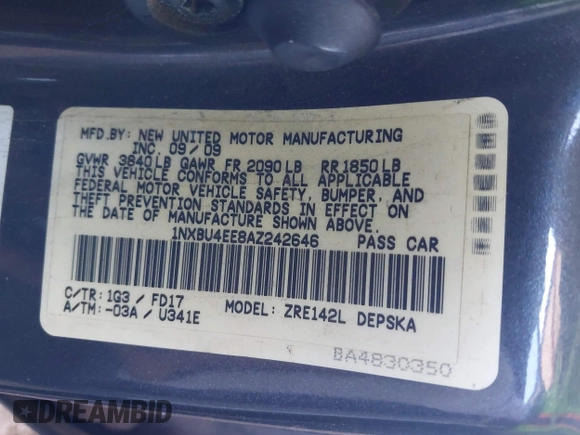 MFD.BY: NEW UNITED MOTOR MANUFACTURING
INC. 09/09
GVWR 3840LB GAWR FR 2090LB RR 1850LB
THIS VEHICLE CONFORMS TO ALL APPLICABLE
FEDERAL MOTOR VEHICLE SAFETY, BUMPER, AND
THEFT PREVENTION STANDARDS IN EFFECT ON
THE DATE OF MANUFACTURE SHOWN ABOVE.
1NXBU4EE8AZ242646 PASS CAR
C/TR: 1G3 / FD17
A/TM: -03A / U341E MODEL: ZRE142L DEPSKA
BA4830350
DREAMBID